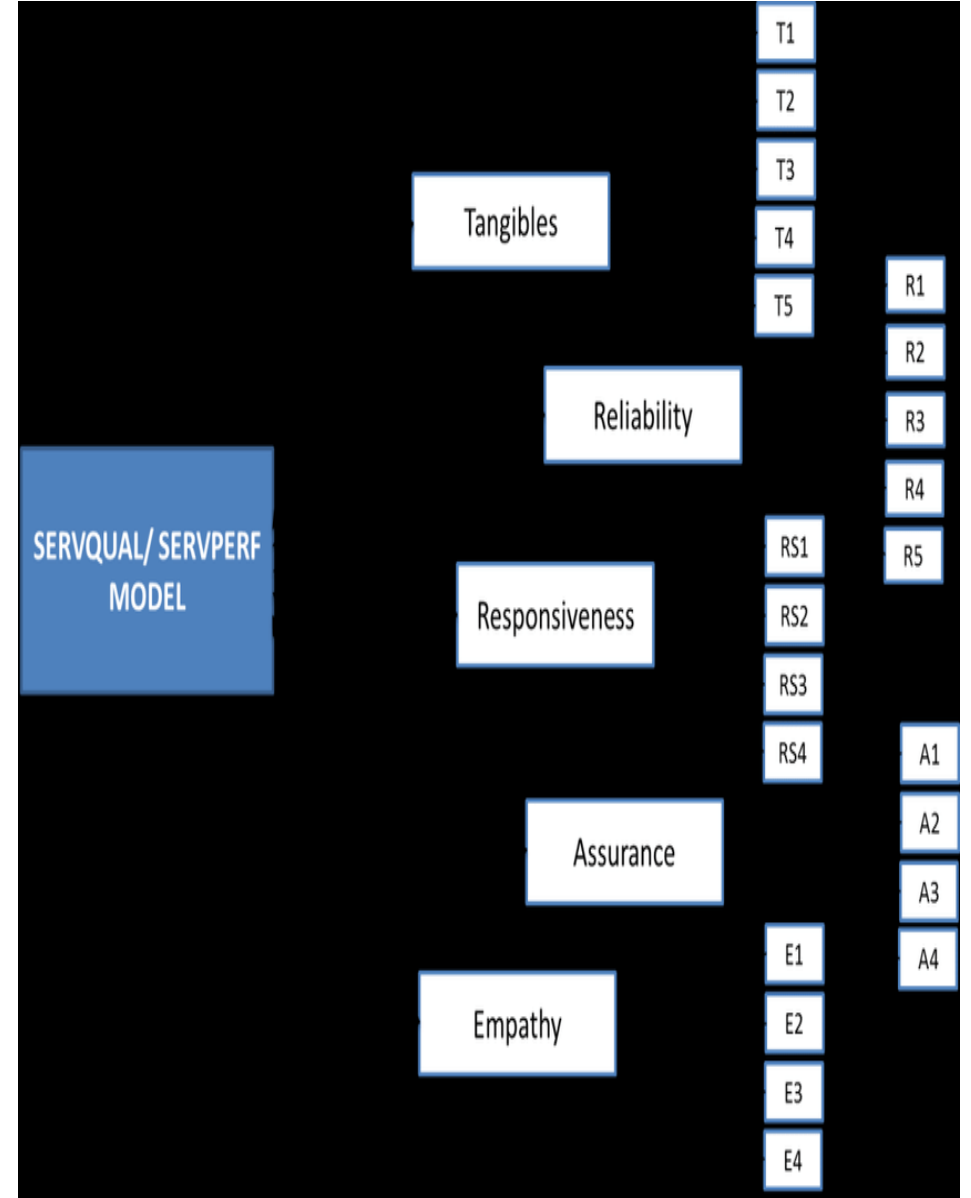 SERVQUAL/ SERVPERF
MODEL
Tangibles
T1
T2
T3
T4
T5
Reliability
R1
R2
R3
R4
R5
Responsiveness
RS1
RS2
RS3
RS4
Assurance
A1
A2
A3
A4
Empathy
E1
E2
E3
E4